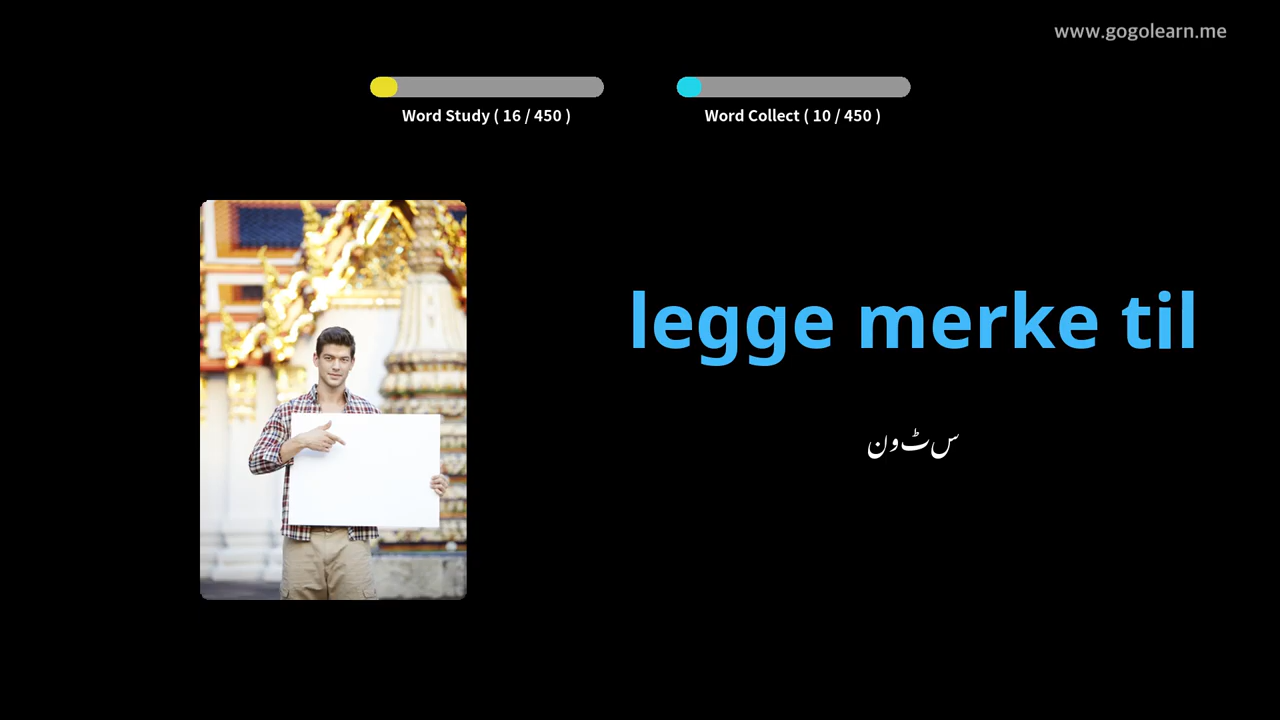 www.gogolearn.me
Word Study ( 16 / 450 )
Word Collect ( 10 / 450 )
legge merke til
س‌ٹ‌ون